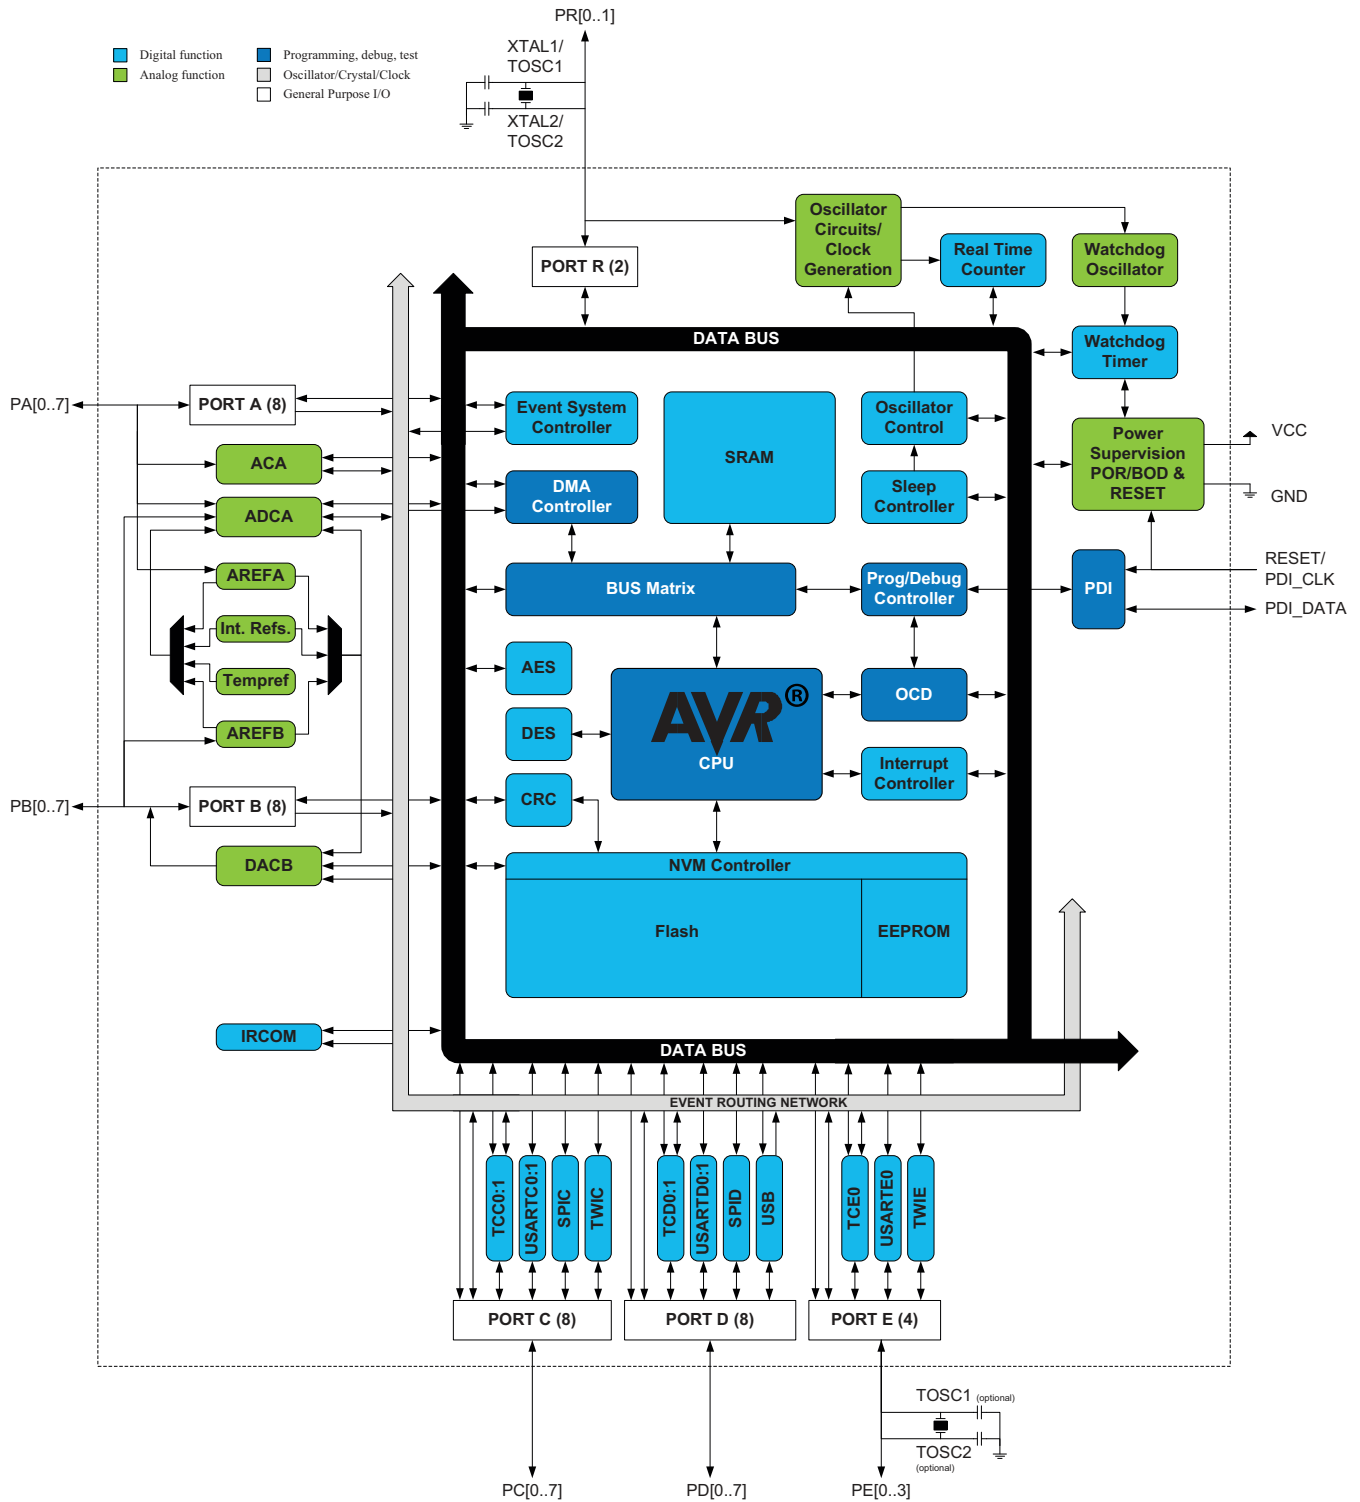 PR[0..1]
Digital function
Analog function
Programming, debug, test
Oscillator/Crystal/Clock
General Purpose I/O
XTAL1/
TOSC1
XTAL2/
TOSC2
Oscillator
Circuits/
Clock
Generation
Real Time
Counter
Watchdog
Oscillator
PORT R (2)
DATA BUS
Watchdog
Timer
PA[0..7]
PORT A (8)
Event System
Controller
SRAM
Oscillator
Control
Power
Supervision
POR/BOD &
RESET
VCC
GND
ACA
DMA
Controller
Sleep
Controller
ADCA
RESET/
PDI_CLK
PDI_DATA
AREFA
BUS Matrix
Prog/Debug
Controller
PDI
Int. Refs.
Tempref
AREFB
AES
DES
CRC
AVR®
CPU
OCD
Interrupt
Controller
PB[0..7]
PORT B (8)
DACB
NVM Controller
Flash
EEPROM
IRCOM
DATA BUS
EVENT ROUTING NETWORK
TCC0:1
USARTC0:1
SPIC
TWIC
TCD0:1
USARTD0:1
SPID
USB
TCE0
USARTE0
TWIE
PORT C (8)
PORT D (8)
PORT E (4)
TOSC1 (optional)
TOSC2
(optional)
PC[0..7]
PD[0..7]
PE[0..3]